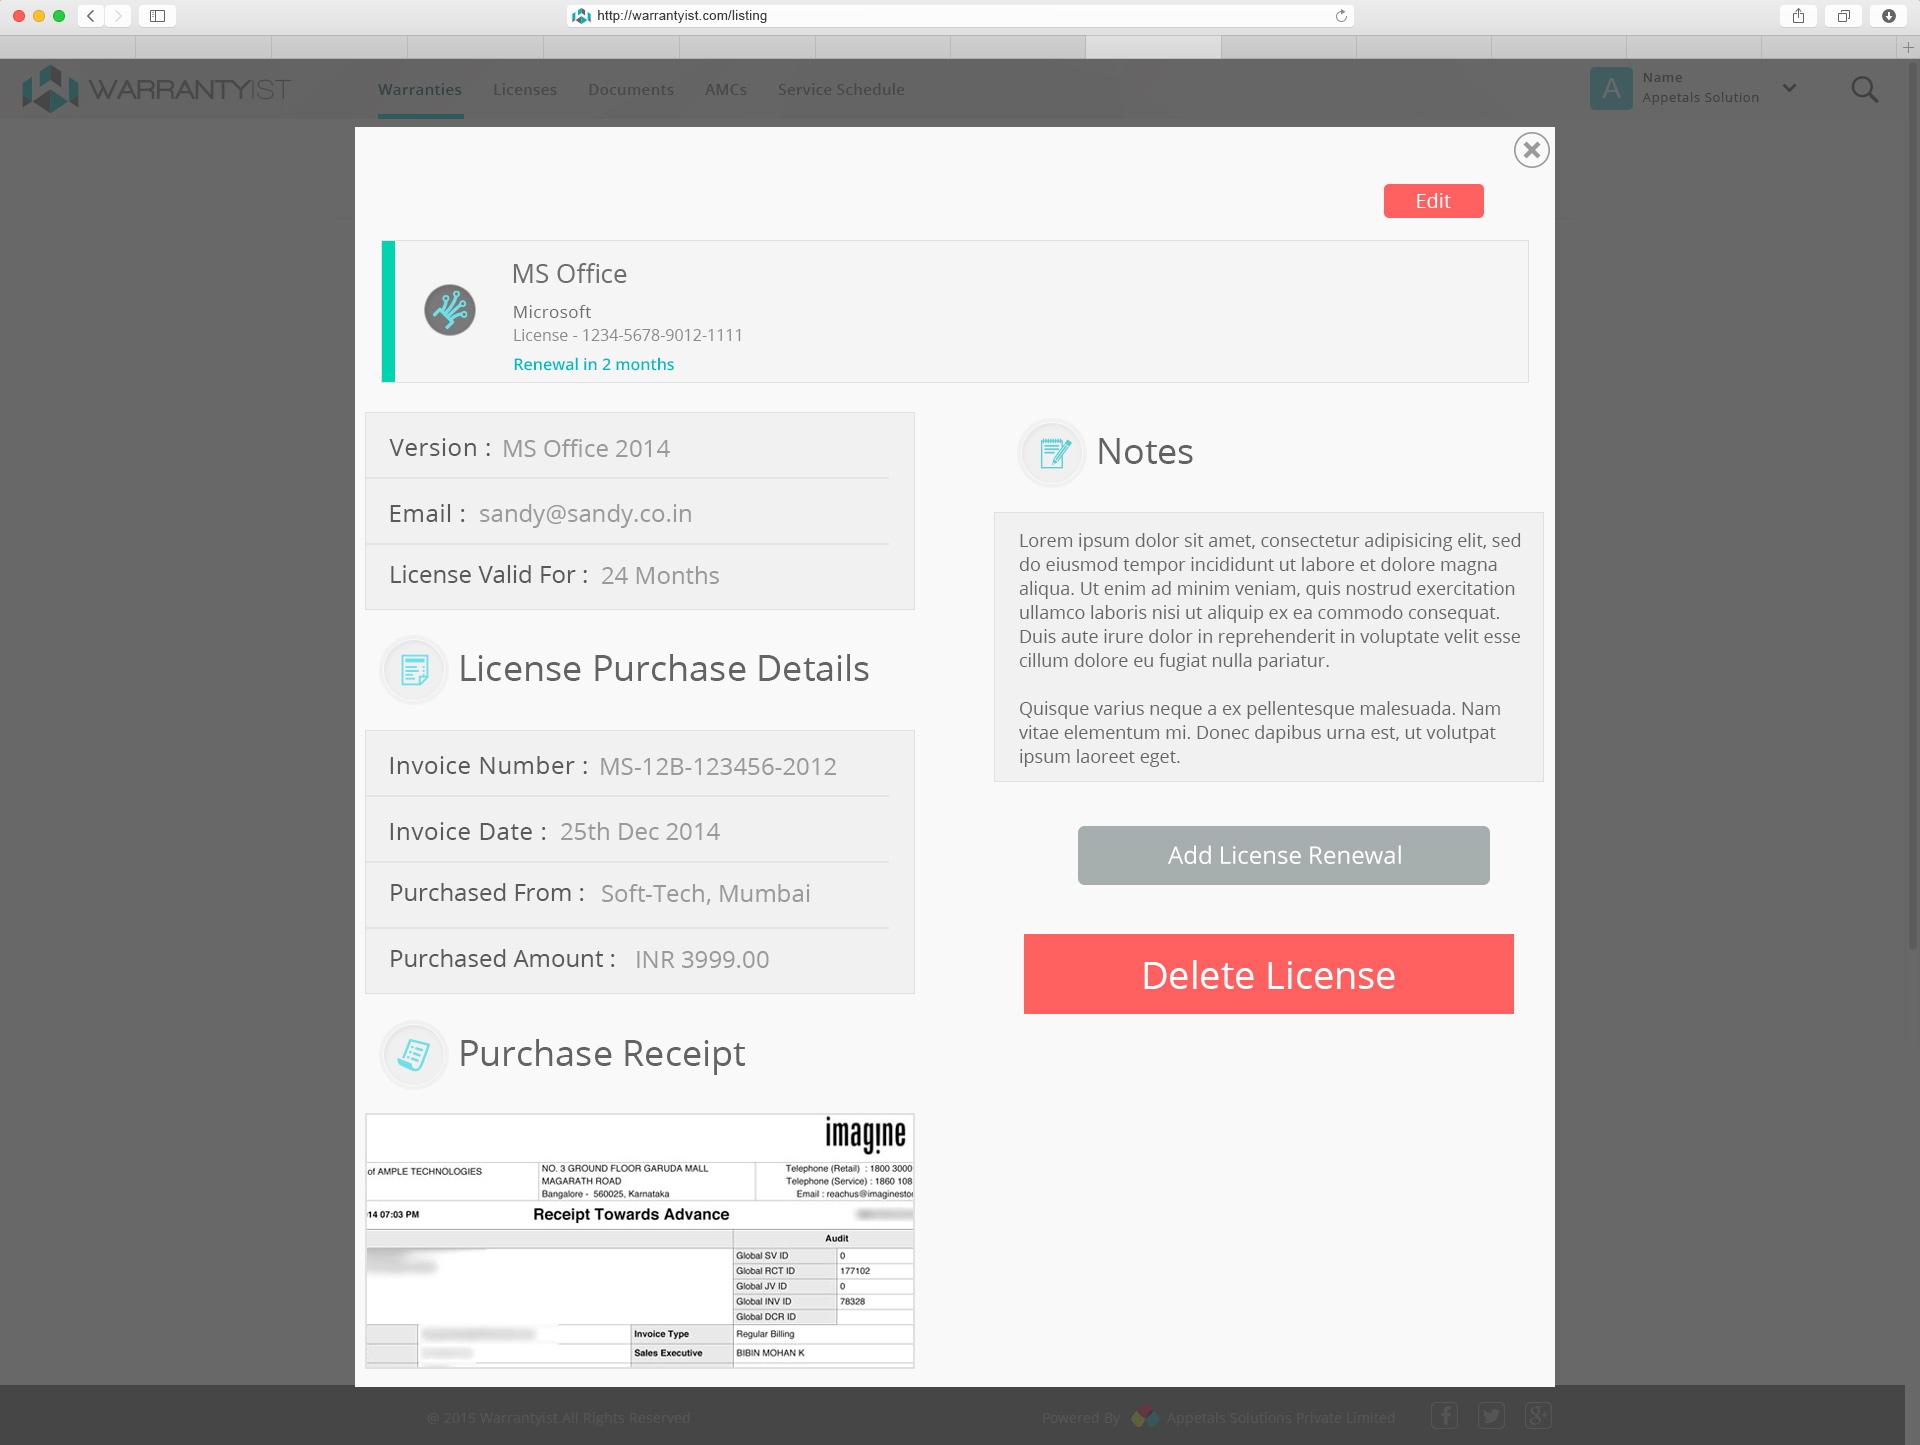 http://warrantyist.com/listing
WARRANTYIST
Warranties Licenses Documents AMCs Service Schedule
A
Name
Appetals Solution
Edit
MS Office
Microsoft
License - 1234-5678-9012-1111
Renewal in 2 months
Version : MS Office 2014
Email : sandy@sandy.co.in
License Valid For : 24 Months
License Purchase Details
Invoice Number : MS-12B-123456-2012
Invoice Date : 25th Dec 2014
Purchased From : Soft-Tech, Mumbai
Purchased Amount : INR 3999.00
Purchase Receipt
imagine
of AMPLE TECHNOLOGIES
NO. 3 GROUND FLOOR GARUDA MALL
MAGARATH ROAD
Bangalore - 560025, Karnataka
Telephone (Retail) : 1800 3000
Telephone (Service) : 1860 108
Email : reachus@imaginestor
14 07:03 PM
Receipt Towards Advance
Audit
Global SV ID 0
Global RCT ID 177102
Global JV ID 0
Global INV ID 78328
Global DCR ID
Invoice Type Regular Billing
Sales Executive BIBIN MOHAN K
Notes
Lorem ipsum dolor sit amet, consectetur adipisicing elit, sed
do eiusmod tempor incididunt ut labore et dolore magna
aliqua. Ut enim ad minim veniam, quis nostrud exercitation
ullamco laboris nisi ut aliquip ex ea commodo consequat.
Duis aute irure dolor in reprehenderit in voluptate velit esse
cillum dolore eu fugiat nulla pariatur.
Quisque varius neque a ex pellentesque malesuada. Nam
vitae elementum mi. Donec dapibus urna est, ut volutpat
ipsum laoreet eget.
Add License Renewal
Delete License
@ 2015 Warrantyist All Rights Reserved
Powered By Appetals Solutions Private Limited